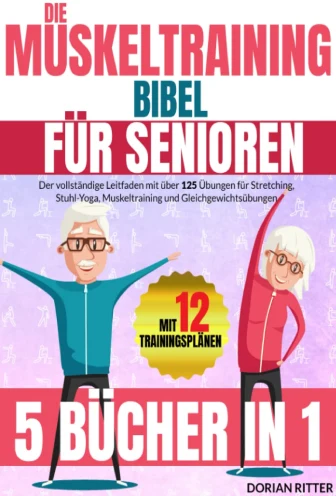 DIE
MUSKELTRAINING
BIBEL
FÜR SENIOREN
Der vollständige Leitfaden mit über 125 Übungen für Stretching,
Stuhl-Yoga, Muskeltraining und Gleichgewichtsübungen
MIT 12
TRAININGSPLÄNEN
5 BÜCHER IN 1
DORIAN RITTER